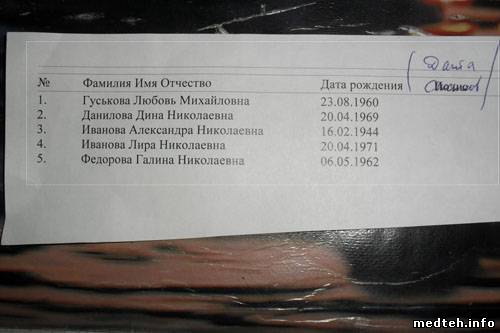 (Дата
№ Фамилия Имя Отчество Дата рождения
1. Гуськова Любовь Михайловна 23.08.1960
2. Данилова Дина Николаевна 20.04.1969
3. Иванова Александра Николаевна 16.02.1944
4. Иванова Лира Николаевна 20.04.1971
5. Федорова Галина Николаевна 06.05.1962
medteh.info